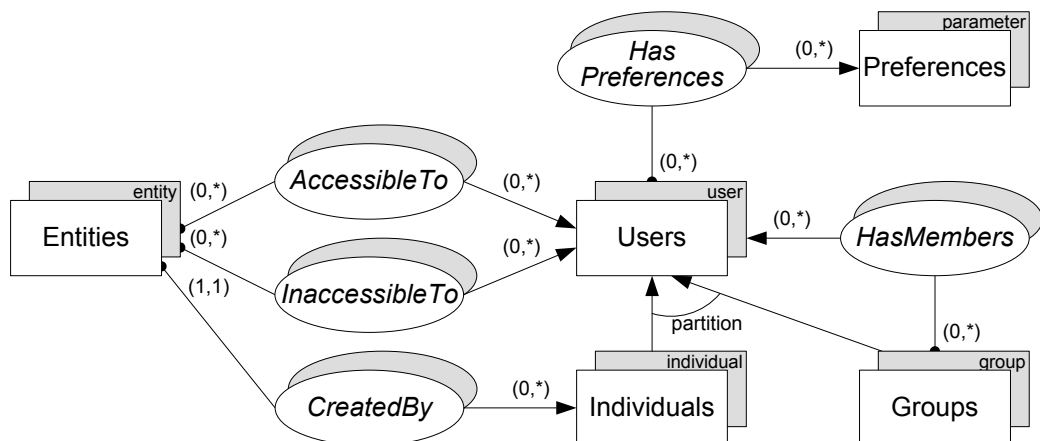 parameter
Has
Preferences
(0,*)
Preferences
(0,*)
entity
(0,*)
AccessibleTo
(0,*)
user
(0,*)
Entities
(0,*)
(0,*)
Users
HasMembers
(1,1)
InaccessibleTo
partition
(0,*)
(0,*)
individual
group
CreatedBy
Individuals
Groups